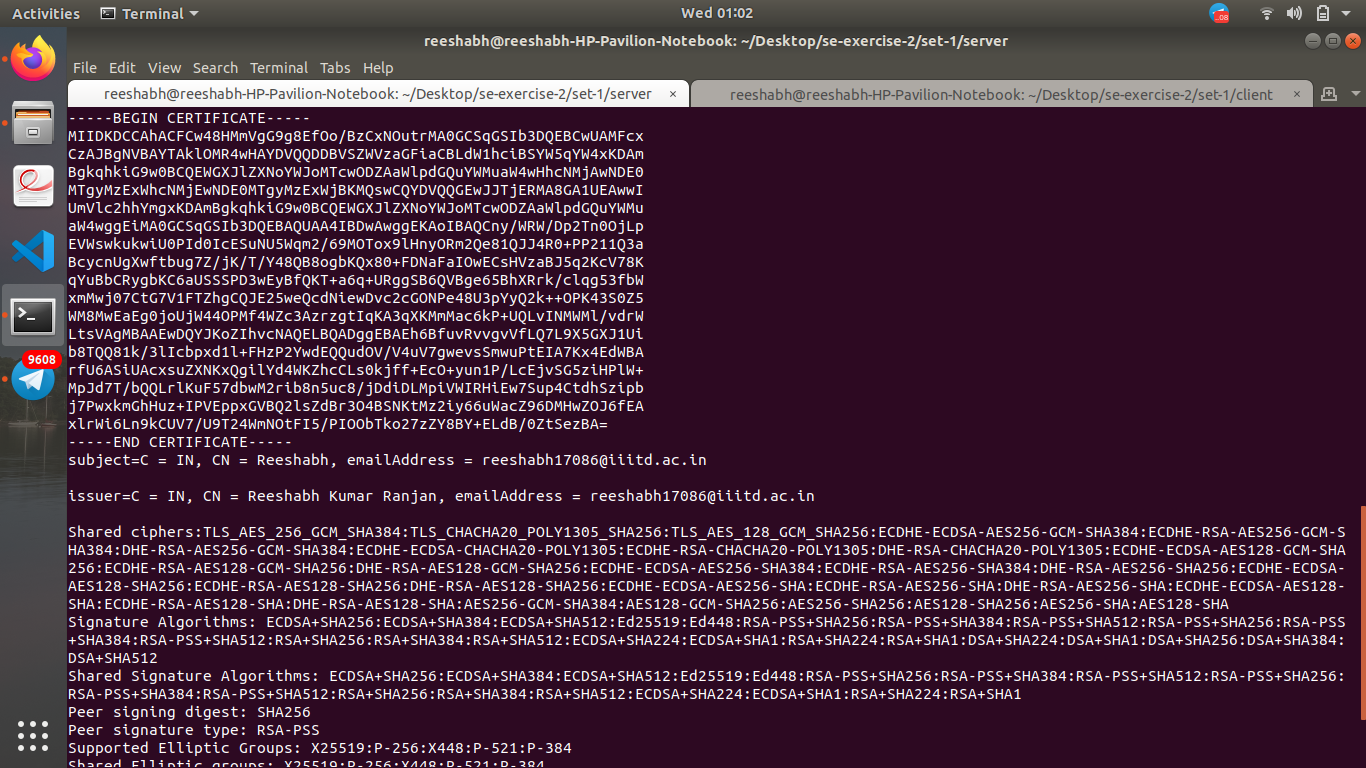 Activities
Terminal
Wed 01:02
.08
reeshabh@reeshabh-HP-Pavilion-Notebook: ~/Desktop/se-exercise-2/set-1/server
File Edit View Search Terminal Tabs Help
reeshabh@reeshabh-HP-Pavilion-Notebook: ~/Desktop/se-exercise-2/set-1/server ×
reeshabh@reeshabh-HP-Pavilion-Notebook: ~/Desktop/se-exercise-2/set-1/client ×
9608
-----BEGIN CERTIFICATE-----
MIIDKDCCAhACFCw48HMmVgG9g8EfOo/BzCxNOutrMA0GCSqGSIb3DQEBCwUAMFcx
CzAJBgNVBAYTAklOMR4wHAYDVQQDDBVSZWVzaGFiaCBLdW1hciBSYW5qYW4xKDAm
BgkqhkiG9w0BCQEWGXJlZXNoYWJoMTcwODZAaWlpdGQuYWMuaW4wHhcNMjAwNDE0
MTgyMzExWhcNMjEwNDE0MTgyMzExWjBKMQswCQYDVQQGEwJJTjERMA8GA1UEAwwI
UmVlc2hhYmgxKDAmBgkqhkiG9w0BCQEWGXJlZXNoYWJoMTcwODZAaWlpdGQuYWMu
aW4wggEiMA0GCSqGSIb3DQEBAQUAA4IBDwAwggEKAoIBAQCny/WRW/Dp2Tn0OjLp
EVWswkukwiU0PId0IcESuNU5Wqm2/69MOTox9lHnyORm2Qe81QJJ4R0+PP211Q3a
BcycnUgXwftbug7Z/jK/T/Y48QB8ogbKQx80+FDNaFaIOwECsHVzaBJ5q2KcV78K
qYuBbCRygbKC6aUSSSPD3wEyBfQKT+a6q+URggSB6QVBge65BhXRrk/clqg53fbW
xmMwj07CtG7V1FTZhgCQJE25weQcdNiewDvc2cGONPe48U3pYyQ2k++OPK43S0Z5
WM8MwEaEg0joUjW44OPMf4WZc3AzrzgtIqKA3qXKMmMac6kP+UQLvINMWMl/vdrW
LtsVAgMBAAEwDQYJKoZIhvcNAQELBQADggEBAEh6BfuvRvvgvVfLQ7L9X5GXJ1Ui
b8TQQ81k/3lIcbpxd1l+FHzP2YwdEQQudOV/V4uV7gwevsSmwuPtEIA7Kx4EdWBA
rfU6ASiUAcxsuZXNKxQgilYd4WKZhcCLs0kjff+EcO+yun1P/LcEjvSG5ziHPlW+
MpJd7T/bQQLrlKuF57dbwM2rib8n5uc8/jDdiDLMpiVWIRHiEw7Sup4CtdhSzipb
j7PwxkmGhHuz+IPVEppxGVBQ2lsZdBr3O4BSNKtMz2iy66uWacZ96DMHwZOJ6fEA
xlrWi6Ln9kCUV7/U9T24WmNOtFI5/PIOObTko27zZY8BY+ELdB/0ZtSezBA=
-----END CERTIFICATE-----
subject=C = IN, CN = Reeshabh, emailAddress = reeshabh17086@iiitd.ac.in
issuer=C = IN, CN = Reeshabh Kumar Ranjan, emailAddress = reeshabh17086@iiitd.ac.in
Shared ciphers:TLS_AES_256_GCM_SHA384:TLS_CHACHA20_POLY1305_SHA256:TLS_AES_128_GCM_SHA256:ECDHE-ECDSA-AES256-GCM-SHA384:ECDHE-RSA-AES256-GCM-S
HA384:DHE-RSA-AES256-GCM-SHA384:ECDHE-ECDSA-CHACHA20-POLY1305:ECDHE-RSA-CHACHA20-POLY1305:DHE-RSA-CHACHA20-POLY1305:ECDHE-ECDSA-AES128-GCM-SHA
256:ECDHE-RSA-AES128-GCM-SHA256:DHE-RSA-AES128-GCM-SHA256:ECDHE-ECDSA-AES256-SHA384:ECDHE-RSA-AES256-SHA384:DHE-RSA-AES256-SHA256:ECDHE-ECDSA-
AES128-SHA256:ECDHE-RSA-AES128-SHA256:DHE-RSA-AES128-SHA256:ECDHE-ECDSA-AES256-SHA:ECDHE-RSA-AES256-SHA:DHE-RSA-AES256-SHA:ECDHE-ECDSA-AES128-
SHA:ECDHE-RSA-AES128-SHA:DHE-RSA-AES128-SHA:AES256-GCM-SHA384:AES128-GCM-SHA256:AES256-SHA256:AES128-SHA256:AES256-SHA:AES128-SHA
Signature Algorithms: ECDSA+SHA256:ECDSA+SHA384:ECDSA+SHA512:Ed25519:Ed448:RSA-PSS+SHA256:RSA-PSS+SHA384:RSA-PSS+SHA512:RSA-PSS+SHA256:RSA-PSS
+SHA384:RSA-PSS+SHA512:RSA+SHA256:RSA+SHA384:RSA+SHA512:ECDSA+SHA224:ECDSA+SHA1:RSA+SHA224:RSA+SHA1:DSA+SHA224:DSA+SHA1:DSA+SHA256:DSA+SHA384:
DSA+SHA512
Shared Signature Algorithms: ECDSA+SHA256:ECDSA+SHA384:ECDSA+SHA512:Ed25519:Ed448:RSA-PSS+SHA256:RSA-PSS+SHA384:RSA-PSS+SHA512:RSA-PSS+SHA256:
RSA-PSS+SHA384:RSA-PSS+SHA512:RSA+SHA256:RSA+SHA384:RSA+SHA512:ECDSA+SHA224:ECDSA+SHA1:RSA+SHA224:RSA+SHA1
Peer signing digest: SHA256
Peer signature type: RSA-PSS
Supported Elliptic Groups: X25519:P-256:X448:P-521:P-384
Shared Elliptic groups: X25519:P-256:X448:P-521:P-384